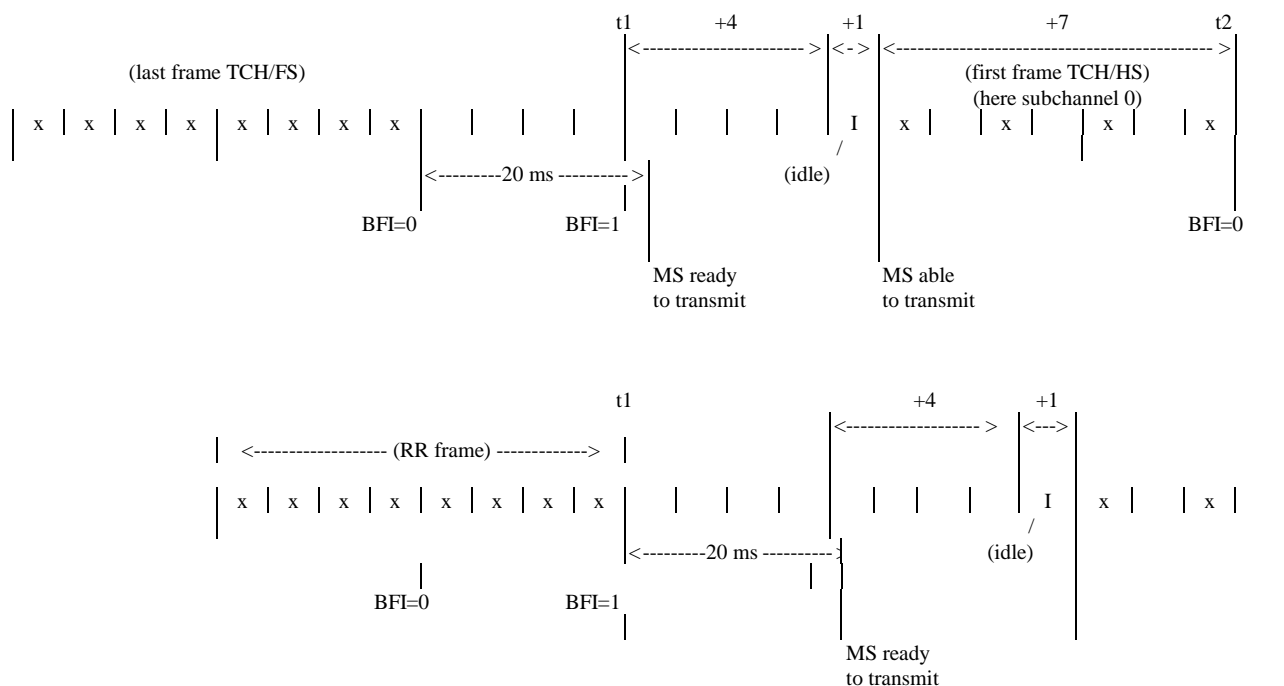 t1 +4 +1 +7 t2
<----------------------- > <- > <------------------------------------------ >
(last frame TCH/FS) (first frame TCH/HS)
(here subchannel 0)
x x x x x x x x I x x x x
/
<---------20 ms ----------- > (idle)
BFI=0 BFI=1 BFI=0
MS ready MS able
to transmit to transmit
t1 +4 +1
<------------------- > <--->
<------------------ (RR frame) ------------->
x x x x x x x x I x x
/
<---------20 ms ----------- > (idle)
BFI=0 BFI=1
MS ready
to transmit